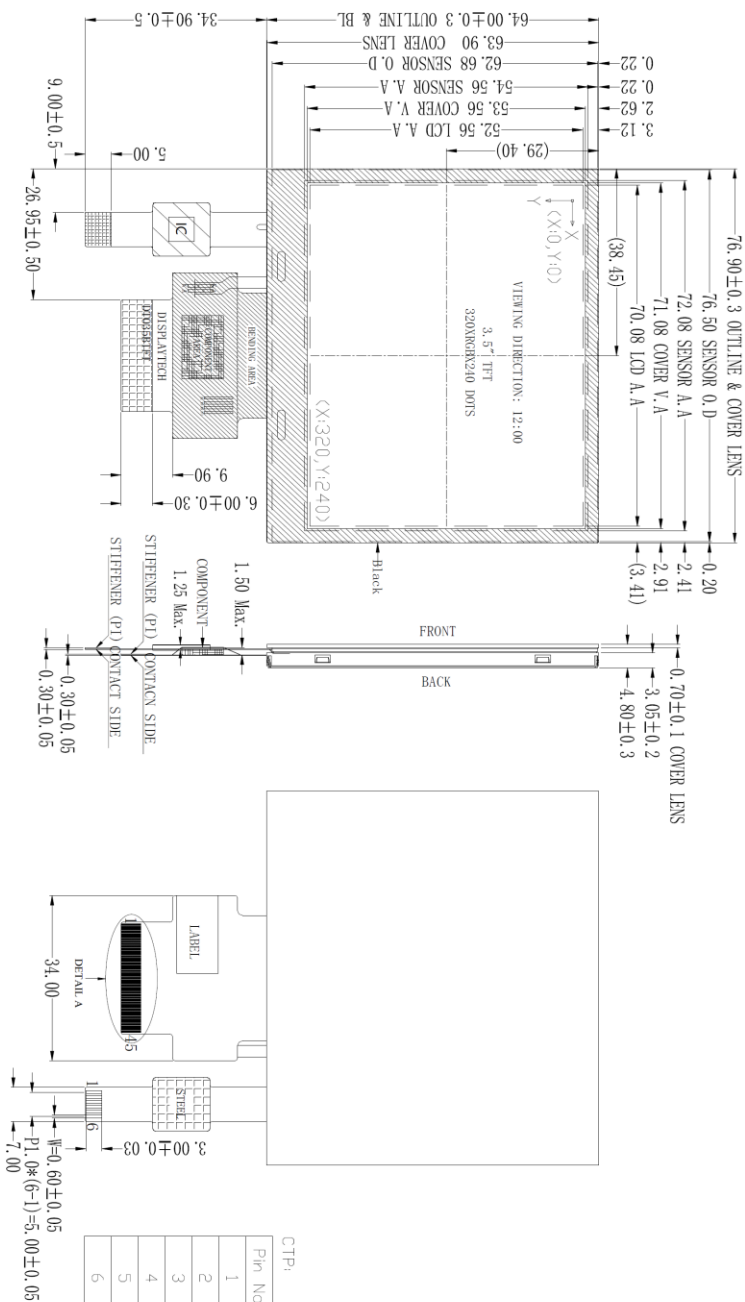 76.90±0.3 OUTLINE & COVER LENS
76.50 SENSOR O.D
72.08 SENSOR A.A
71.08 COVER V.A
70.08 LCD A.A
(38.45)
0.20
2.41
2.91
(3.41)
64.00±0.3 OUTLINE & BL
63.90 COVER LENS
62.68 SENSOR O.D
54.56 SENSOR A.A
53.56 COVER V.A
52.56 LCD A.A
(29.40)
0.22
0.22
2.62
3.12
34.90±0.5
9.00±0.5
5.00
26.95±0.50
X
Y
(X:0,Y:0)
VIEWING DIRECTION: 12:00
3.5" TFT
320XRGBX240 DOTS
(X:320,Y:240)
Black
IC
BENDING AREA
COMPONENT
AREA
DISPLAYTECH
DT035BTFT
9.90
6.00±0.30
FRONT
BACK
0.70±0.1 COVER LENS
3.05±0.2
4.80±0.3
1.50 Max.
COMPONENT
1.25 Max.
STIFFENER (PI) CONTACN SIDE
STIFFENER (PI) CONTACT SIDE
0.30±0.05
0.30±0.05
LABEL
1
45
DETAIL A
34.00
STEEL
1
6
3.00±0.03
W=0.60±0.05
P1.0*(6-1)=5.00±0.05
7.00
CTP:
Pin No
1
2
3
4
5
6